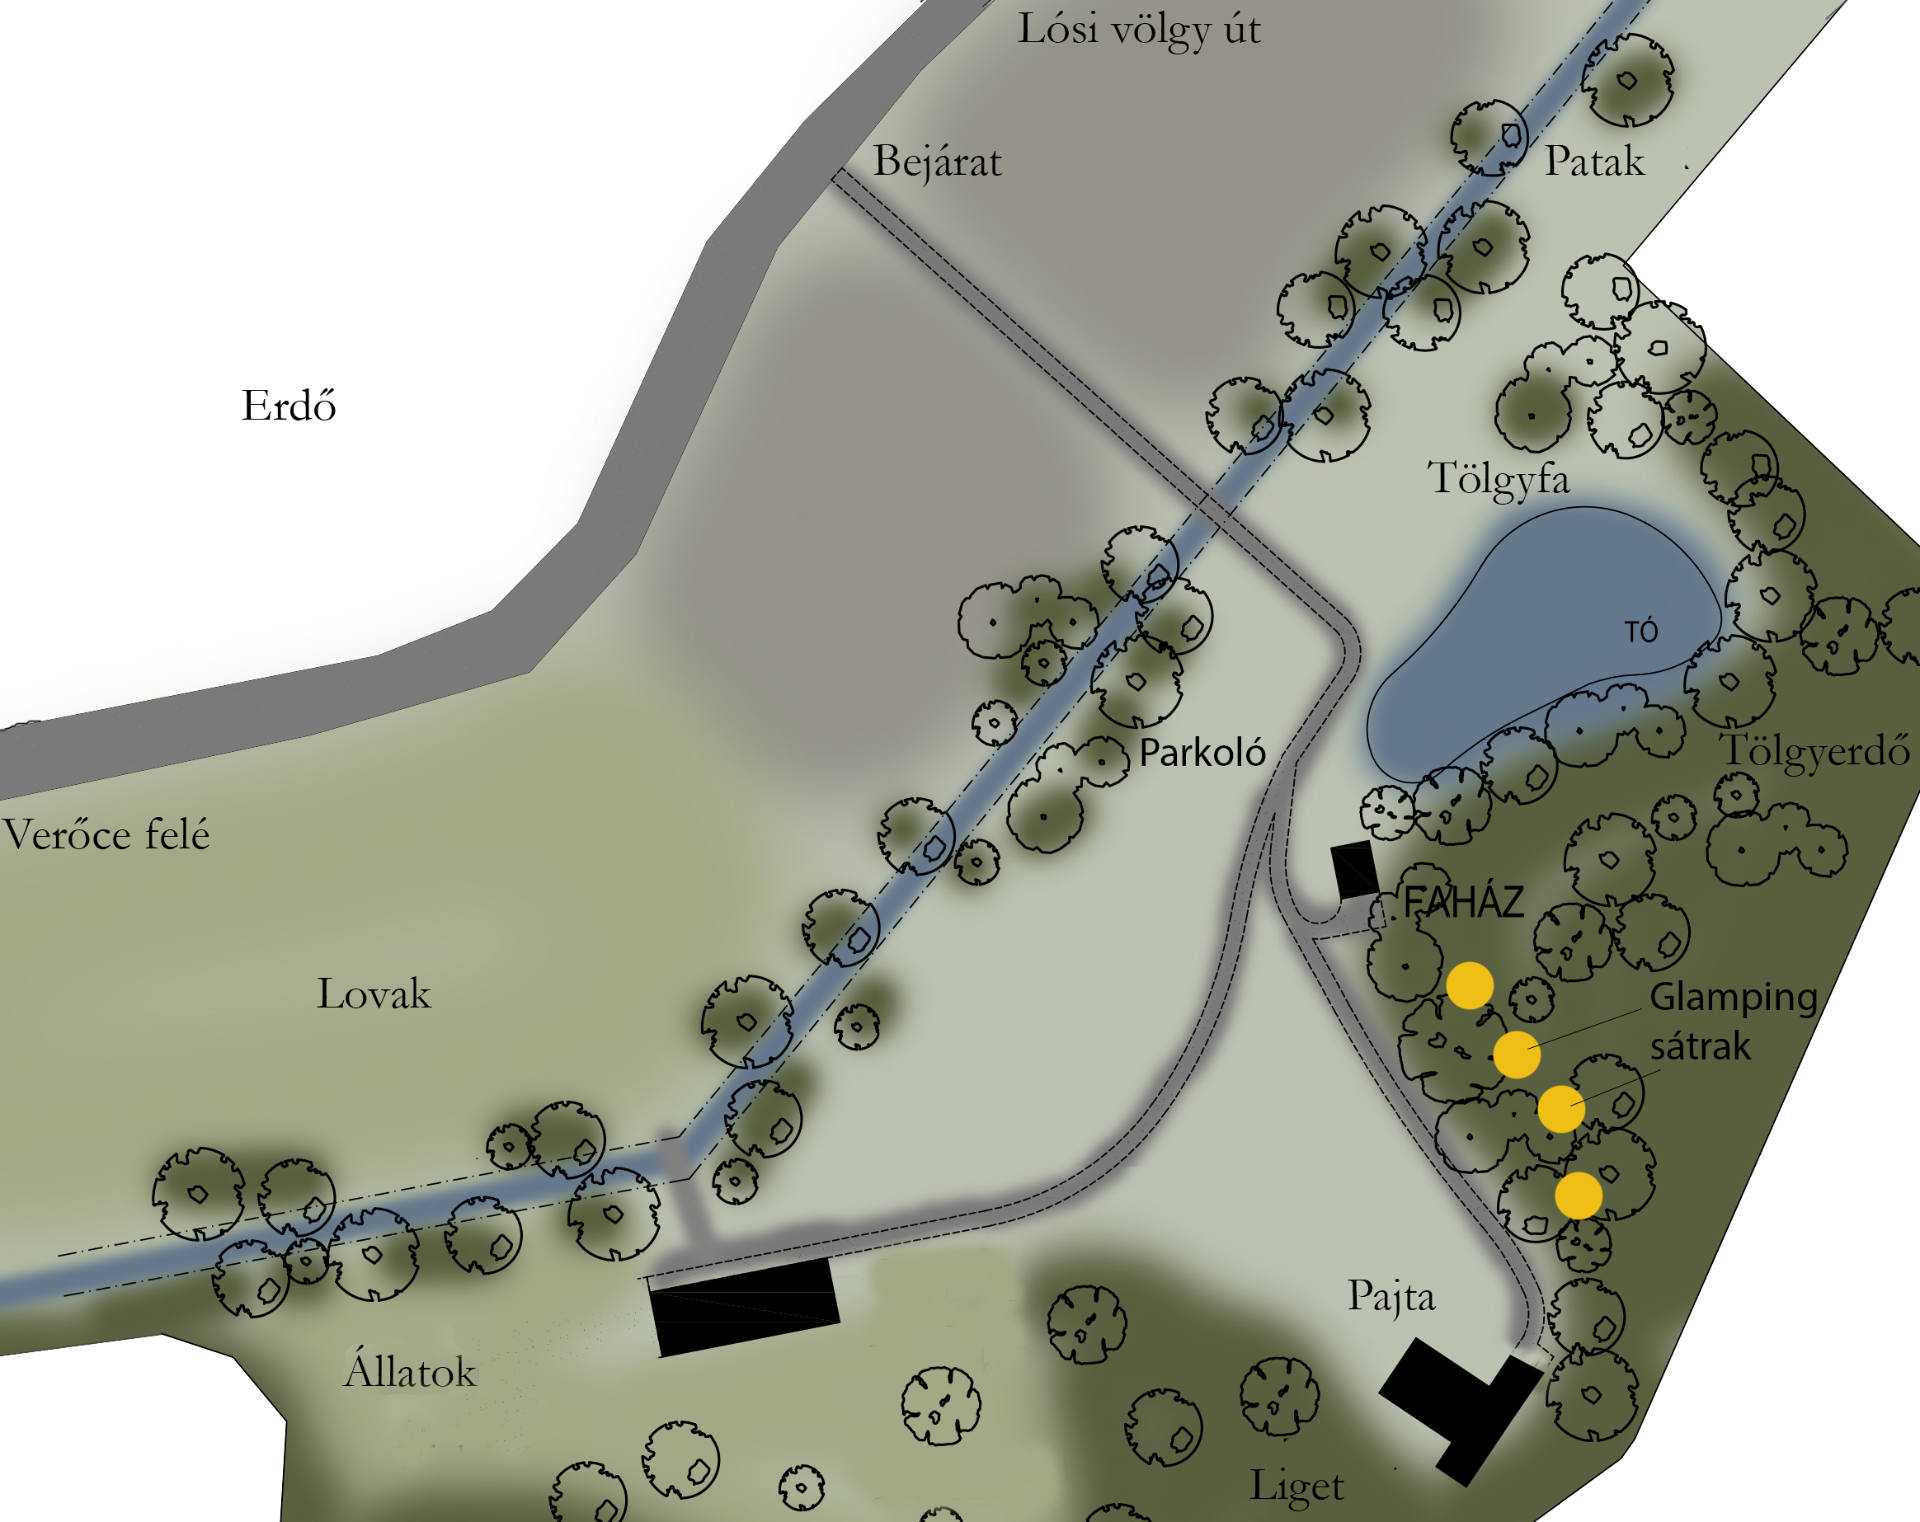 Lósi völgy út
Bejárat
Patak
Erdő
Tölgyfa
TÓ
Parkoló
Tölgyerdő
Verőce felé
FAHÁZ
Lovak
Glamping
sátrak
Pajta
Állatok
Liget